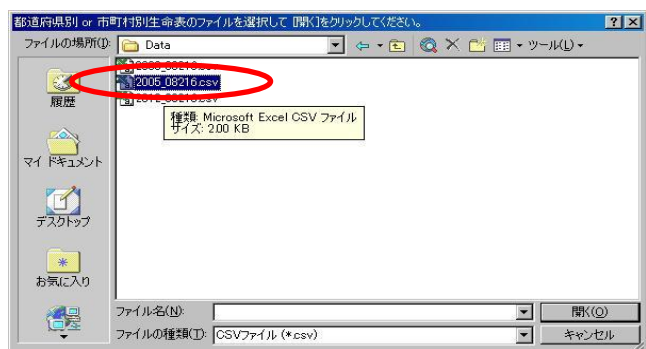 都道府県別 or 市町村別生命表のファイルを選択して [開く]をクリックしてください。
ファイルの場所(I):
Data
ツール(L)
2005_08216.csv
種類: Microsoft Excel CSV ファイル
サイズ: 2.00 KB
履歴
マイ ドキュメント
デスクトップ
お気に入り
ファイル名(N):
開く(O)
ファイルの種類(T):
CSVファイル (*.csv)
キャンセル